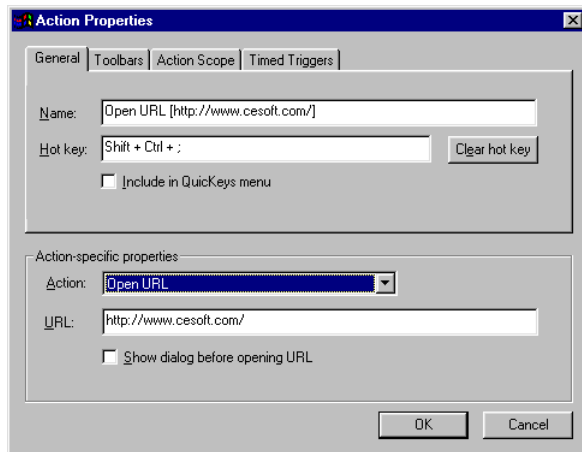 Action Properties
General Toolbars Action Scope Timed Triggers
Name: Open URL [http://www.cesoft.com/]
Hot key: Shift + Ctrl + ; Clear hot key
Include in QuicKeys menu
Action-specific properties
Action: Open URL
URL: http://www.cesoft.com/
Show dialog before opening URL
OK Cancel